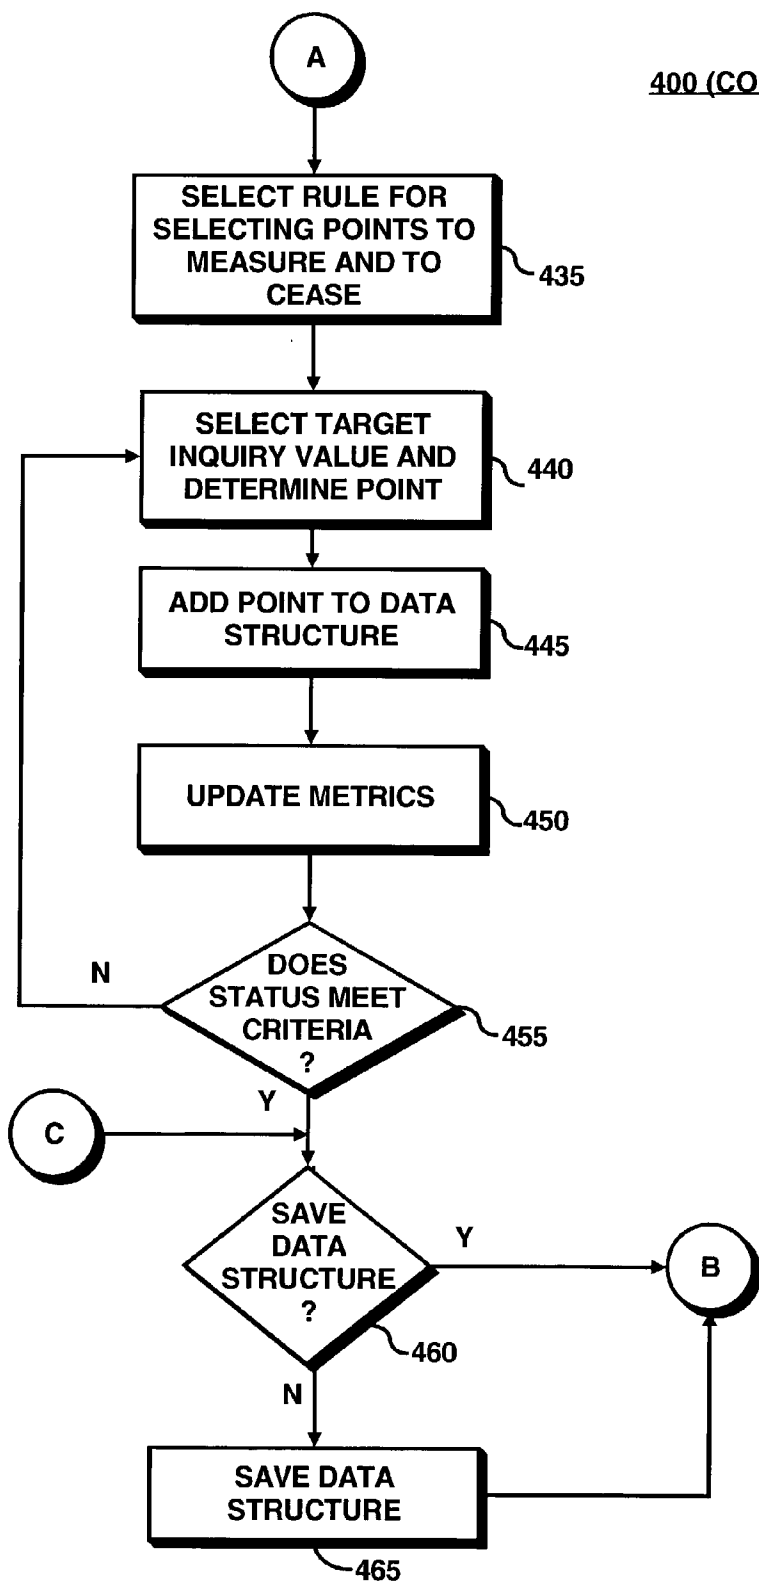 A
400 (CO
SELECT RULE FOR
SELECTING POINTS TO
MEASURE AND TO
CEASE
435
SELECT TARGET
INQUIRY VALUE AND
DETERMINE POINT
440
ADD POINT TO DATA
STRUCTURE
445
UPDATE METRICS
450
N
DOES
STATUS MEET
CRITERIA
?
455
Y
C
SAVE
DATA
STRUCTURE
?
Y
B
460
N
SAVE DATA
STRUCTURE
465